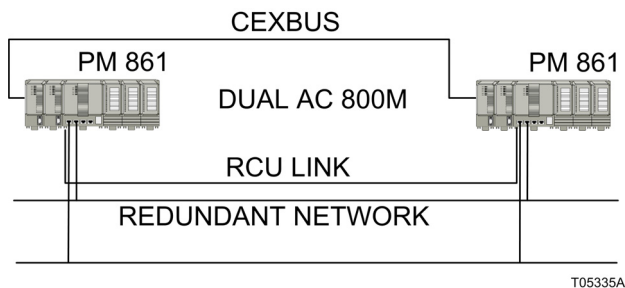 CEXBUS
PM 861
PM 861
DUAL AC 800M
RCU LINK
REDUNDANT NETWORK
T05335A